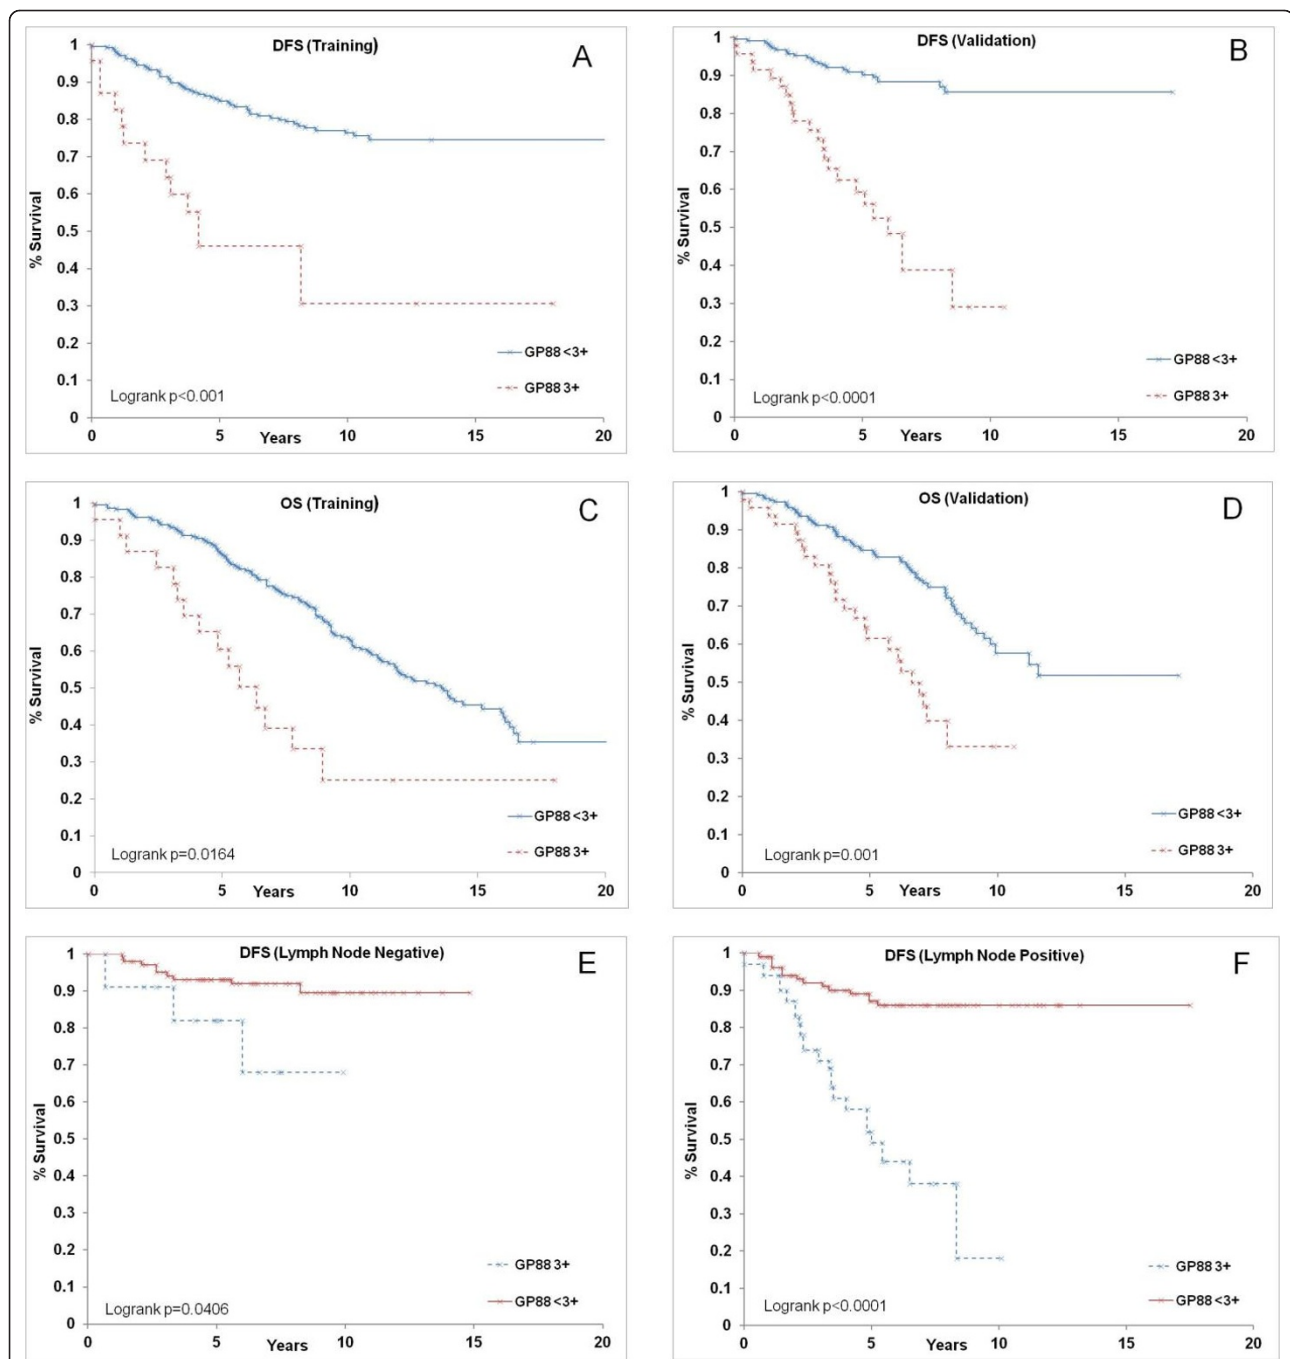 DFS (Training)
A
1
0.9
0.8
0.7
0.6
0.5
0.4
0.3
0.2
0.1
0
% Survival
GP88 <3+
GP88 3+
Logrank p<0.001
0 5 10 15 20
Years
DFS (Validation)
B
1
0.9
0.8
0.7
0.6
0.5
0.4
0.3
0.2
0.1
0
% Survival
GP88 <3+
GP88 3+
Logrank p<0.0001
0 5 10 15 20
Years
OS (Training)
C
1
0.9
0.8
0.7
0.6
0.5
0.4
0.3
0.2
0.1
0
% Survival
GP88 <3+
GP88 3+
Logrank p=0.0164
0 5 10 15 20
Years
OS (Validation)
D
1
0.9
0.8
0.7
0.6
0.5
0.4
0.3
0.2
0.1
0
% Survival
GP88 <3+
GP88 3+
Logrank p=0.001
0 5 10 15 20
Years
DFS (Lymph Node Negative)
E
1
0.9
0.8
0.7
0.6
0.5
0.4
0.3
0.2
0.1
0
% Survival
GP88 3+
GP88 <3+
Logrank p=0.0406
0 5 10 15 20
Years
DFS (Lymph Node Positive)
F
1
0.9
0.8
0.7
0.6
0.5
0.4
0.3
0.2
0.1
0
% Survival
GP88 3+
GP88 <3+
Logrank p<0.0001
0 5 10 15 20
Years